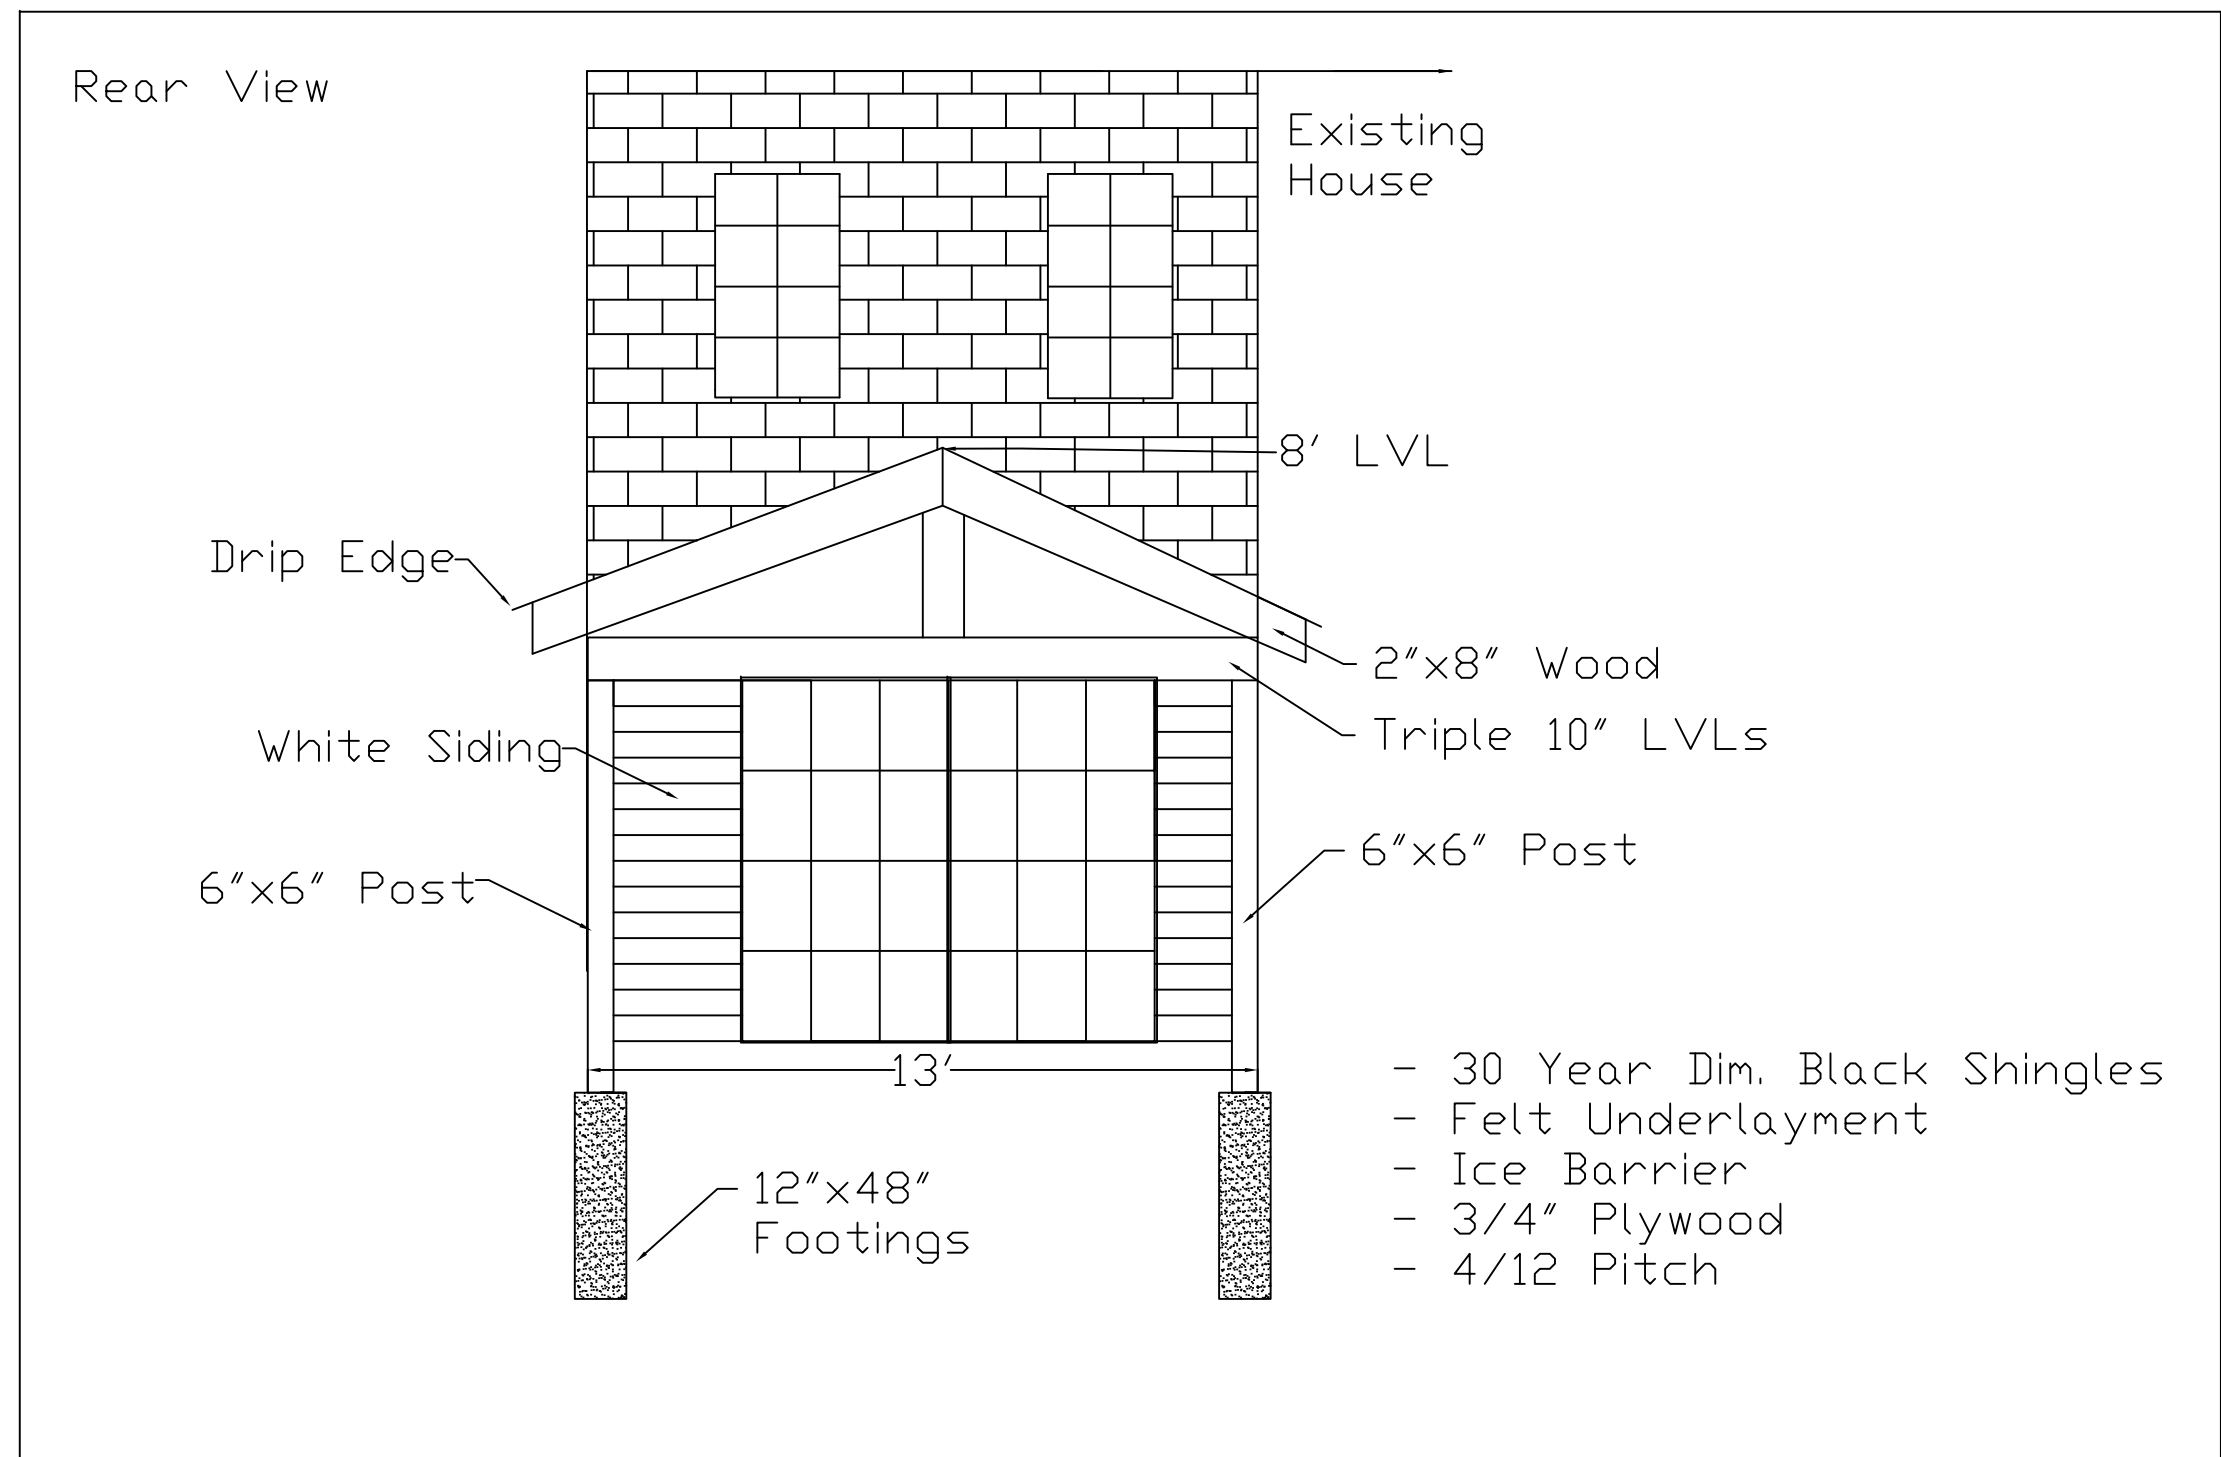 Rear View
Existing
House
8' LVL
Drip Edge
2"x8" Wood
Triple 10" LVLs
White Siding
6"x6" Post
6"x6" Post
13'
- 30 Year Dim. Black Shingles
- Felt Underlayment
- Ice Barrier
- 3/4" Plywood
- 4/12 Pitch
12"x48"
Footings